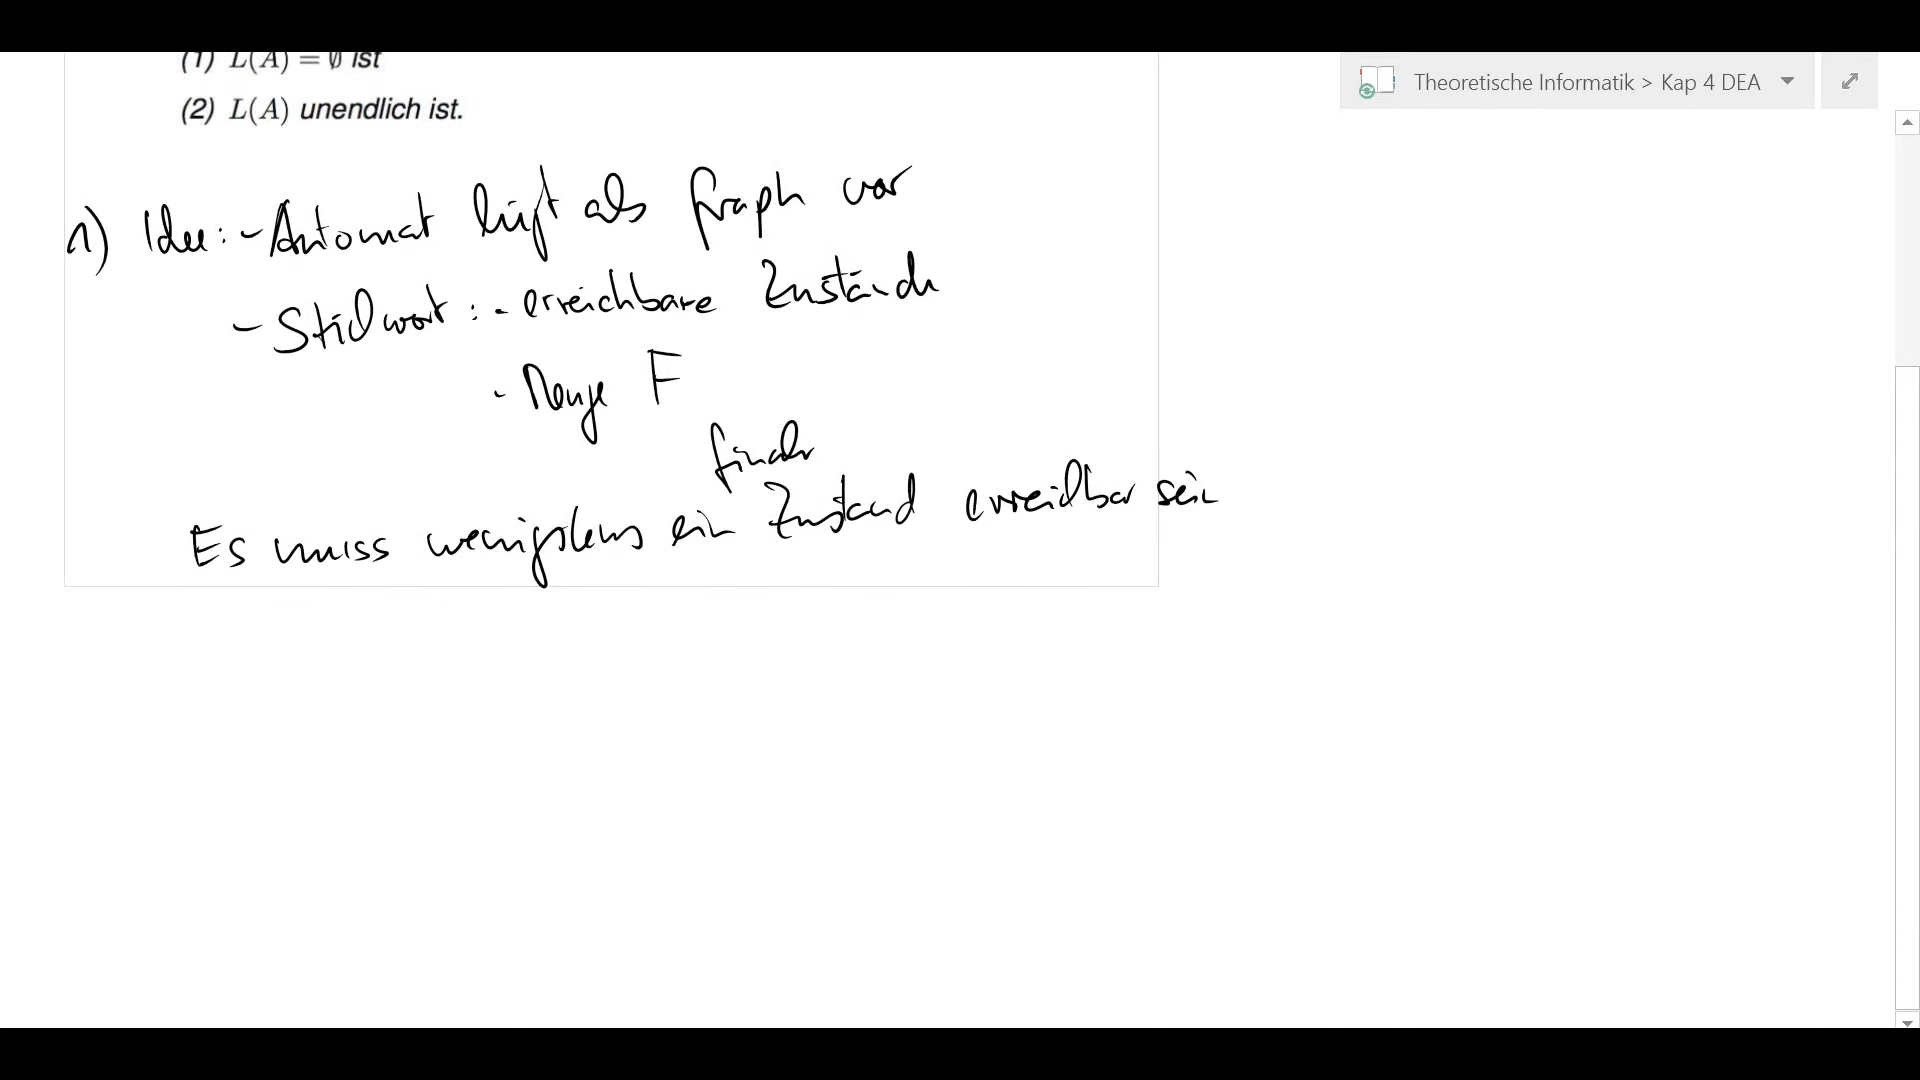 (1) L(A) = ∅ ist
(2) L(A) unendlich ist.
Theoretische Informatik > Kap 4 DEA
1) Idee: - Automat liegt als Graph vor
- Stichwort: - erreichbare Zustände
- Menge F
finaler
Es muss wenigstens ein Zustand erreichbar sein